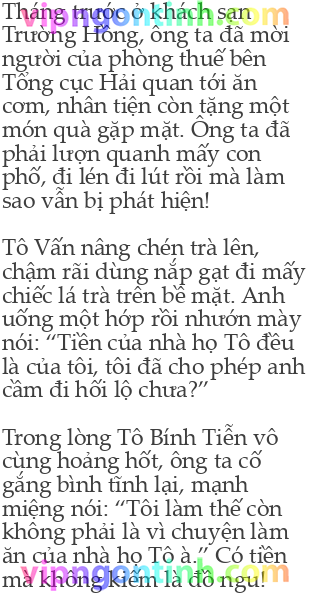 Tháng trước ở khách sạn
vipngontinh.com
Trường Hồng, ông ta đã mời
người của phòng thuế bên
Tổng cục Hải quan tới ăn
cơm, nhân tiện còn tặng một
món quà gặp mặt. Ông ta đã
phải lượn quanh mấy con
phố, đi lén đi lút rồi mà làm
sao vẫn bị phát hiện!
Tô Vấn nâng chén trà lên,
chậm rãi dùng nắp gạt đi mấy
chiếc lá trà trên bề mặt. Anh
uống một hớp rồi nhướn mày
nói: “Tiền của nhà họ Tô đều
là của tôi, tôi đã cho phép anh
cầm đi hối lộ chưa?”
Trong lòng Tô Bính Tiễn vô
cùng hoảng hốt, ông ta cố
gắng bình tĩnh lại, mạnh
miệng nói: “Tôi làm thế còn
không phải là vì chuyện làm
ăn của nhà họ Tô à.” Có tiền
mà không kiếm là đồ ngu!
vipngontinh.com